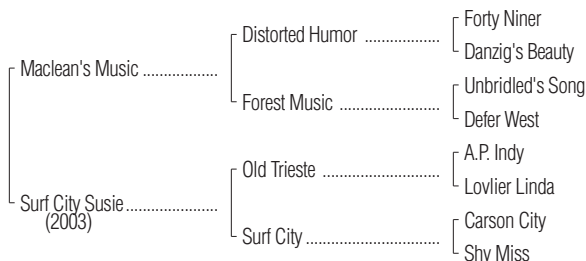 Forty Niner
Distorted Humor ..................
Danzig's Beauty
Maclean's Music ..................
Unbridled's Song
Forest Music ........................
Defer West
A.P. Indy
Old Trieste ............................
Lovlier Linda
Surf City Susie ......................
(2003)
Carson City
Surf City ................................
Shy Miss